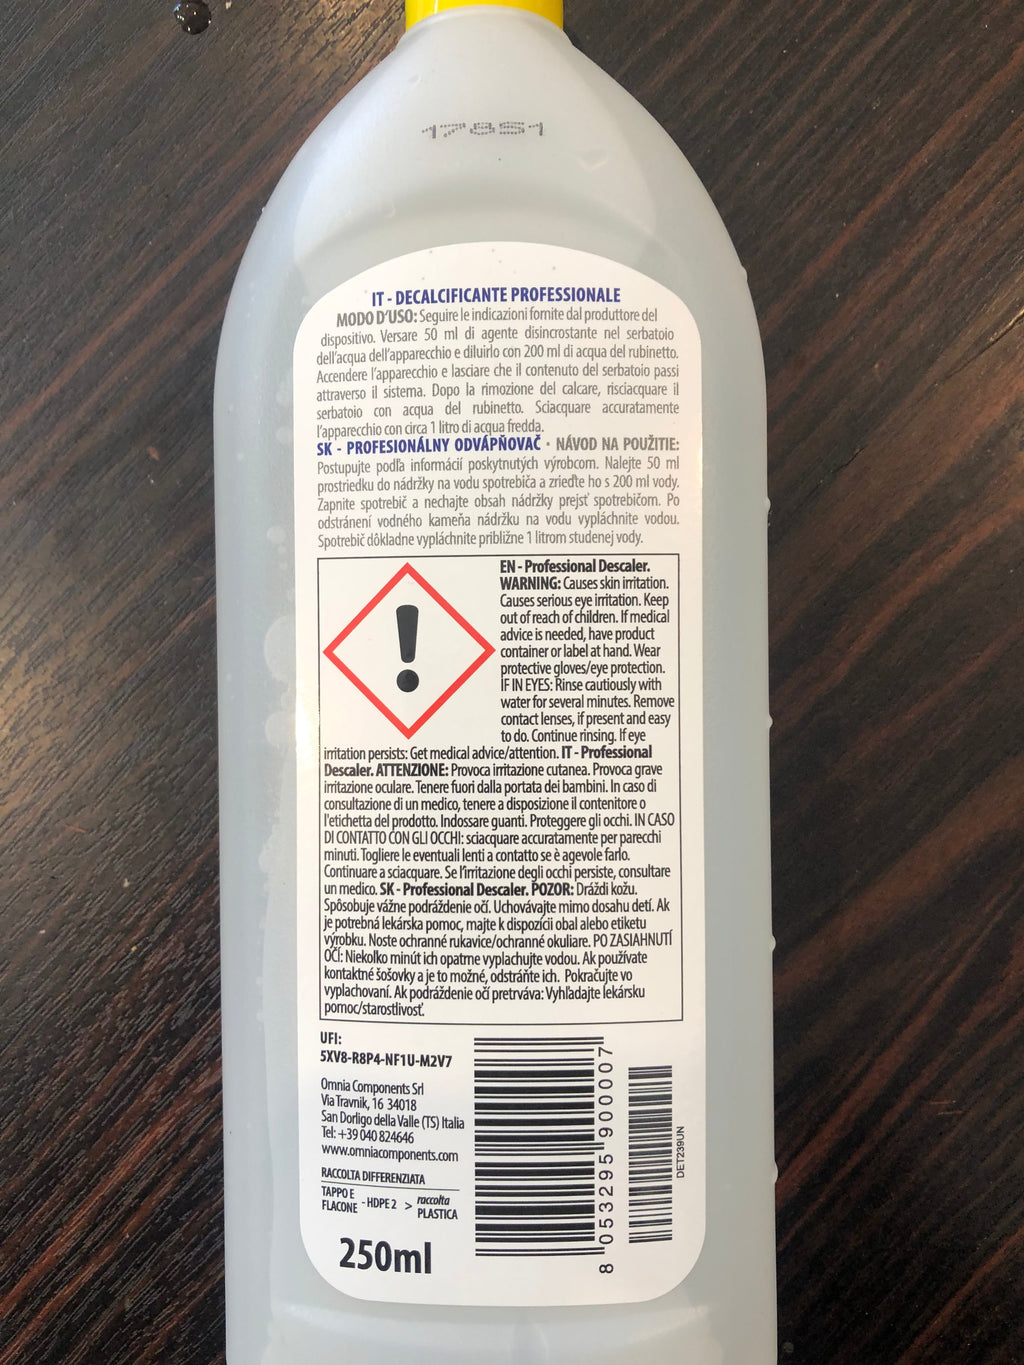 17851
IT - DECALCIFICANTE PROFESSIONALE
MODO D'USO: Seguire le indicazioni fornite dal produttore del
dispositivo. Versare 50 ml di agente disincrostante nel serbatoio
dell'acqua dell'apparecchio e diluirlo con 200 ml di acqua del rubinetto.
Accendere l'apparecchio e lasciare che il contenuto del serbatoio passi
attraverso il sistema. Dopo la rimozione del calcare, risciacquare il
serbatoio con acqua del rubinetto. Sciacquare accuratamente
l'apparecchio con circa 1 litro di acqua fredda.
SK - PROFESIONÁLNY ODVÁPŇOVAČ · NÁVOD NA POUŽITIE:
Postupujte podľa informácií poskytnutých výrobcom. Nalejte 50 ml
prostriedku do nádržky na vodu spotrebiča a zrieďte ho s 200 ml vody.
Zapnite spotrebič a nechajte obsah nádržky prejsť spotrebičom. Po
odstránení vodného kameňa nádržku na vodu vypláchnite vodou.
Spotrebič dôkladne vypláchnite približne 1 litrom studenej vody.
EN - Professional Descaler.
WARNING: Causes skin irritation.
Causes serious eye irritation. Keep
out of reach of children. If medical
advice is needed, have product
container or label at hand. Wear
protective gloves/eye protection.
IF IN EYES: Rinse cautiously with
water for several minutes. Remove
contact lenses, if present and easy
to do. Continue rinsing. If eye
irritation persists: Get medical advice/attention. IT - Professional
Descaler. ATTENZIONE: Provoca irritazione cutanea. Provoca grave
irritazione oculare. Tenere fuori dalla portata dei bambini. In caso di
consultazione di un medico, tenere a disposizione il contenitore o
l'etichetta del prodotto. Indossare guanti. Proteggere gli occhi. IN CASO
DI CONTATTO CON GLI OCCHI: sciacquare accuratamente per parecchi
minuti. Togliere le eventuali lenti a contatto se è agevole farlo.
Continuare a sciacquare. Se l'irritazione degli occhi persiste, consultare
un medico. SK - Professional Descaler. POZOR: Dráždi kožu.
Spôsobuje vážne podráždenie očí. Uchovávajte mimo dosahu detí. Ak
je potrebná lekárska pomoc, majte k dispozícii obal alebo etiketu
výrobku. Noste ochranné rukavice/ochranné okuliare. PO ZASIAHNUTÍ
OČÍ: Niekoľko minút ich opatrne vyplachujte vodou. Ak používate
kontaktné šošovky a je to možné, odstráňte ich. Pokračujte vo
vyplachovaní. Ak podráždenie očí pretrváva: Vyhľadajte lekársku
pomoc/starostlivosť.
UFI:
5XV8-R8P4-NF1U-M2V7
Omnia Components Srl
Via Travnik, 16 34018
San Dorligo della Valle (TS) Italia
Tel: +39 040 824646
www.omniacomponents.com
RACCOLTA DIFFERENZIATA
TAPPO E
FLACONE - HDPE 2 > raccolta
PLASTICA
250ml
8 053295 900007
DET239UN